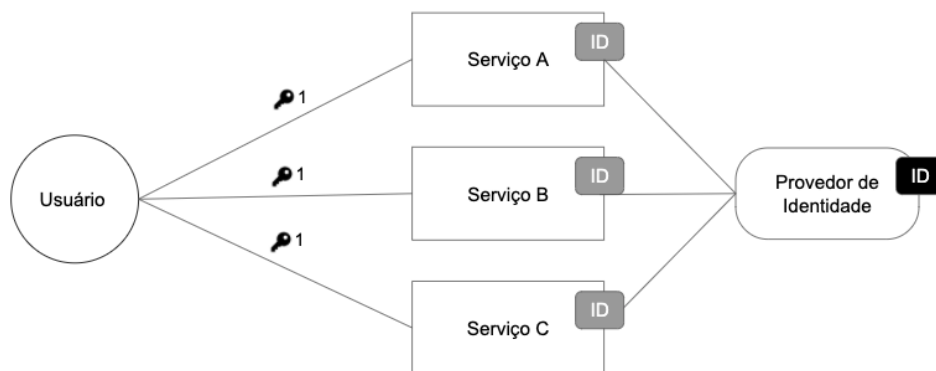 ID
Serviço A
1
ID
1
Serviço B
Usuário
Provedor de
Identidade
ID
1
ID
Serviço C